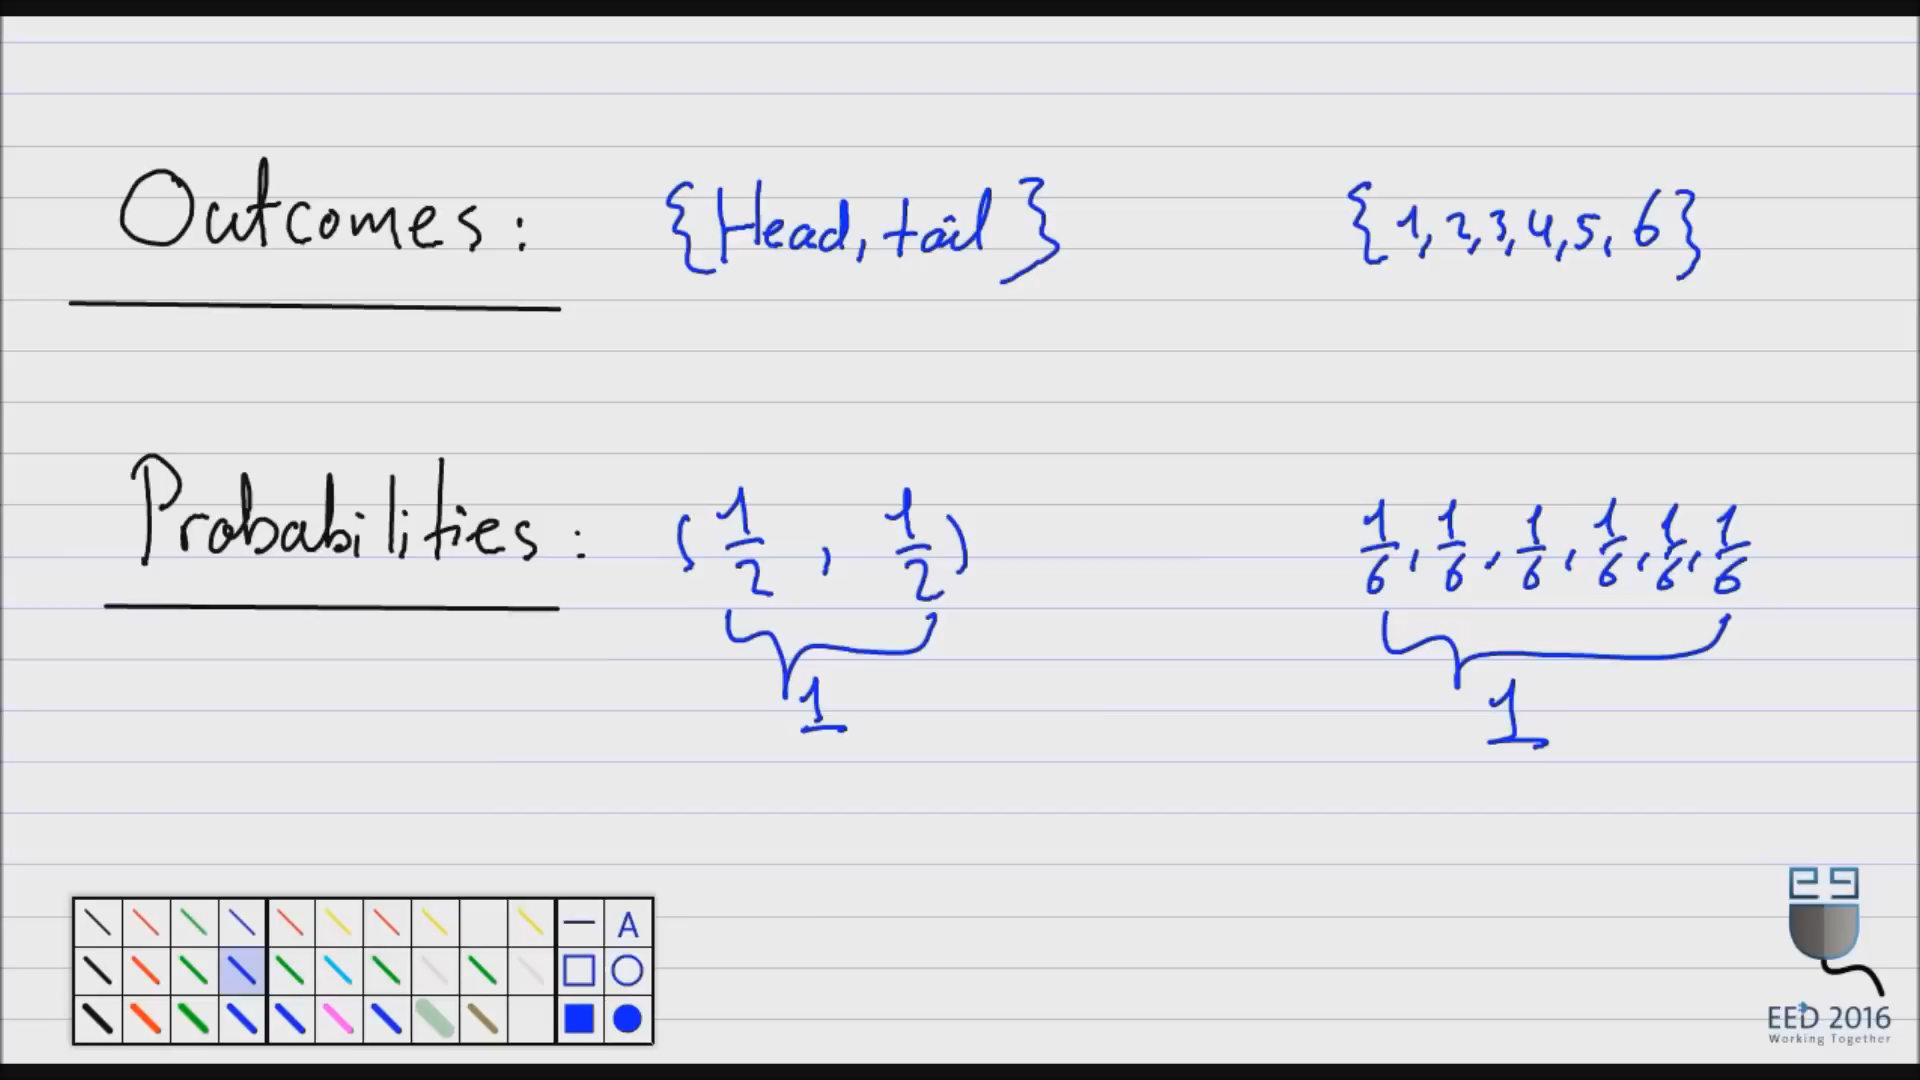 Outcomes: {Head, tail} {1,2,3,4,5,6}
Probabilities: (1/2, 1/2) 1/6, 1/6, 1/6, 1/6, 1/6, 1/6
1 1
A
EED 2016
Working Together